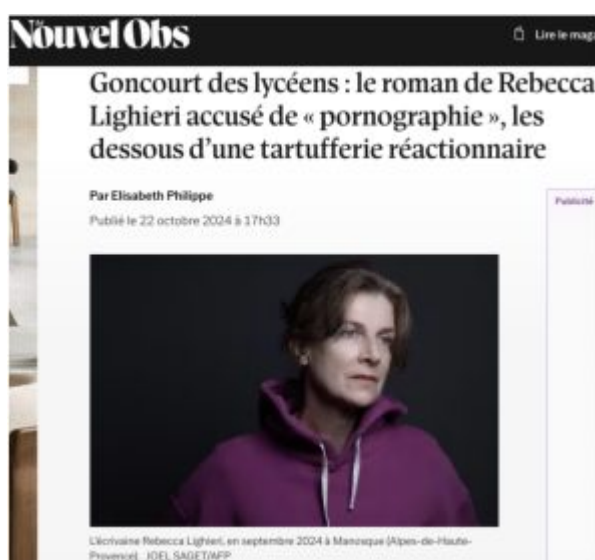 Nouvel Obs
Lire le maga
Goncourt des lycéens : le roman de Rebecca
Lighieri accusé de « pornographie », les
dessous d’une tartufferie réactionnaire
Par Elisabeth Philippe
Publié le 22 octobre 2024 à 17h33
Publicité
L’écrivaine Rebecca Lighieri, en septembre 2024 à Manosque (Alpes-de-Haute-
Provence). JOEL SAGET/AFP